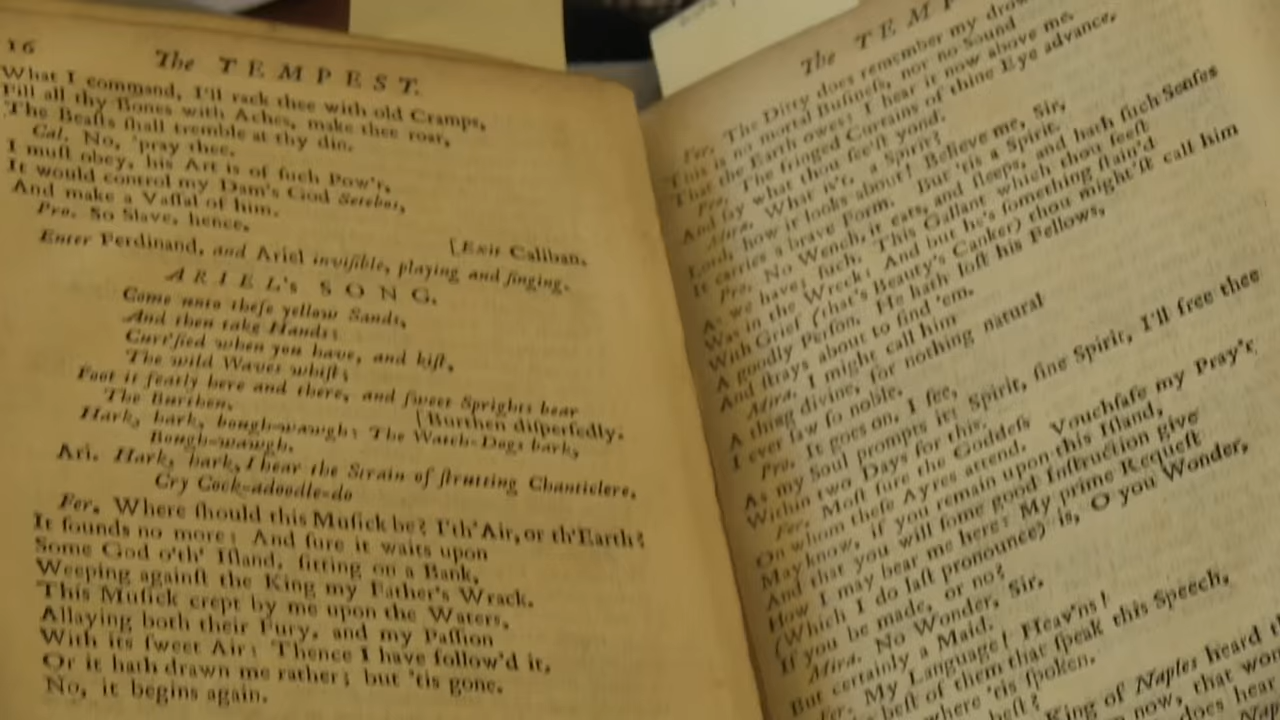 16
The TEMPEST.
What I command, I'll rack thee with old Cramps,
Fill all thy Bones with Aches, make thee roar,
The Beaſts ſhall tremble at thy din.
Cal. No, 'pray thee.
I muſt obey, his Art is of ſuch Pow'r,
It would control my Dam's God Setebos,
And make a Vaſſal of him.
Pro. So Slave, hence.
[Exit Caliban.
Enter Ferdinand, and Ariel inviſible, playing and ſinging.
ARIEL's SONG.
Come unto theſe yellow Sands,
And then take Hands:
Curt'ſied when you have, and kiſt,
The wild Waves whiſt;
Foot it featly here and there, and ſweet Sprights bear
The Burthen.
[Burthen diſperſedly.
Hark, hark, bough-wawgh: The Watch-Dogs bark,
Bough-wawgh.
Ari. Hark, hark, I hear the Strain of ſtrutting Chanticlere,
Cry Cock-adoodle-do
Fer. Where ſhould this Muſick be? I'th'Air, or th'Earth?
It ſounds no more: And ſure it waits upon
Some God o'th' Iſland, ſitting on a Bank,
Weeping againſt the King my Father's Wrack.
This Muſick crept by me upon the Waters,
Allaying both their Fury, and my Paſſion
With its ſweet Air; Thence I have follow'd it,
Or it hath drawn me rather; but 'tis gone.
No, it begins again.
The TEMP
The Ditty does remember my drow
Fer. This is no mortal Buſineſs, nor no Sound
That the Earth owes: I hear it now above me.
The fringed Curtains of thine Eye advance,
And ſay what thou ſee'ſt yond.
Mira. What is't, a Spirit?
Lord, how it looks about! Believe me, Sir,
It carries a brave Form. But 'tis a Spirit.
Pro. No Wench, it eats, and ſleeps, and hath ſuch Senſes
As we have; ſuch. This Gallant which thou ſeeſt
Was in the Wreck: And but he's ſomething ſtain'd
With Grief (that's Beauty's Canker) thou might'ſt call him
A goodly Perſon. He hath loſt his Fellows,
And ſtrays about to find 'em.
Mira. I might call him
A thing divine, for nothing natural
I ever ſaw ſo noble.
Pro. It goes on, I ſee,
As my Soul prompts it: Spirit, fine Spirit, I'll free thee
Within two Days for this.
Fer. Moſt ſure the Goddeſs
On whom theſe Ayres attend. Vouchſafe my Pray'r
May know, if you remain upon this Iſland,
And that you will ſome good Inſtruction give
How I may bear me here: My prime Requeſt
(Which I do laſt pronounce) is, O you Wonder,
If you be made, or no?
Mira. No Wonder, Sir,
But certainly a Maid.
Fer. My Language! Heav'ns!
beſt of them that ſpeak this Speech,
where 'tis ſpoken.
beſt?
King of Naples heard
now, that won
does hear
Nap